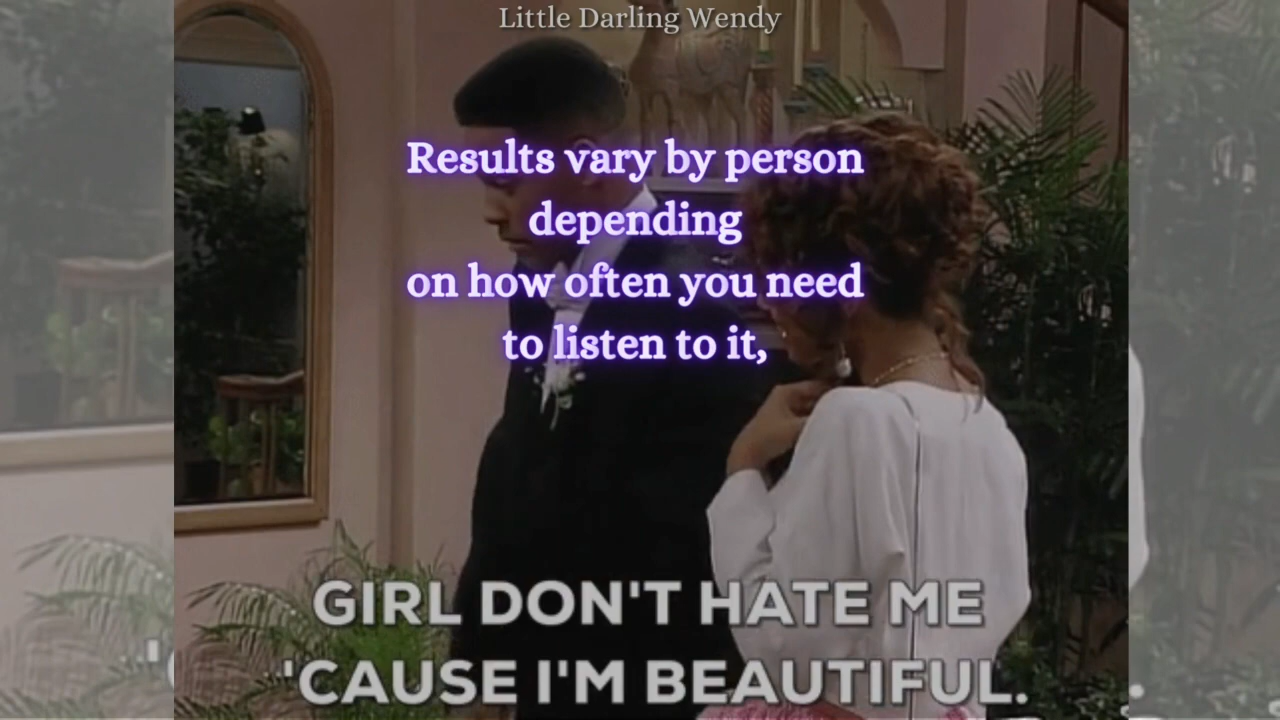 Little Darling Wendy
Results vary by person
depending
on how often you need
to listen to it,
GIRL DON'T HATE ME
'CAUSE I'M BEAUTIFUL.